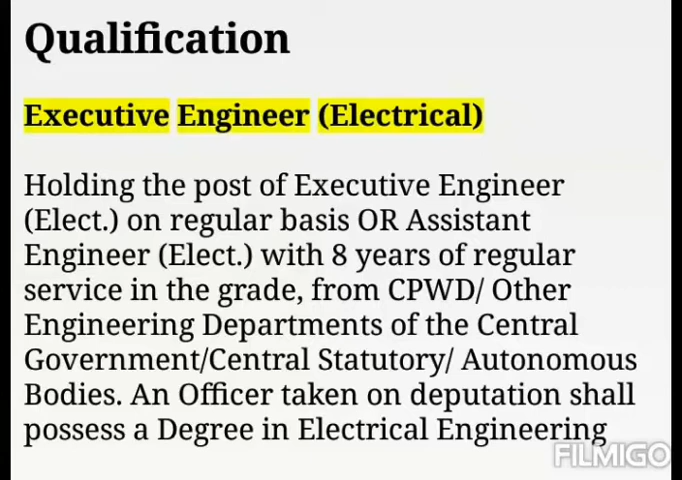 Qualification
Executive Engineer (Electrical)
Holding the post of Executive Engineer
(Elect.) on regular basis OR Assistant
Engineer (Elect.) with 8 years of regular
service in the grade, from CPWD/ Other
Engineering Departments of the Central
Government/Central Statutory/ Autonomous
Bodies. An Officer taken on deputation shall
possess a Degree in Electrical Engineering
FILMIGO